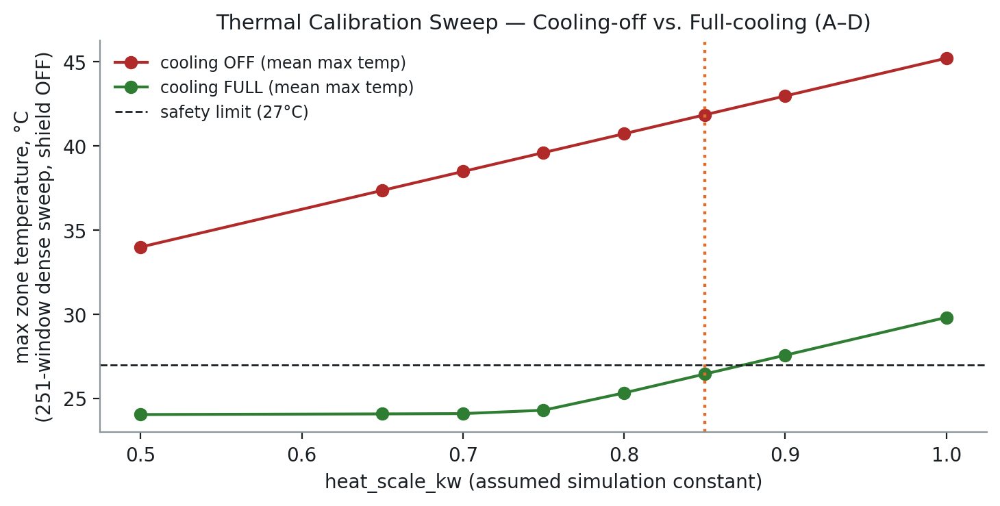 Thermal Calibration Sweep — Cooling-off vs. Full-cooling (A–D)
cooling OFF (mean max temp)
cooling FULL (mean max temp)
safety limit (27°C)
max zone temperature, °C
(251-window dense sweep, shield OFF)
45
40
35
30
25
0.5 0.6 0.7 0.8 0.9 1.0
heat_scale_kw (assumed simulation constant)